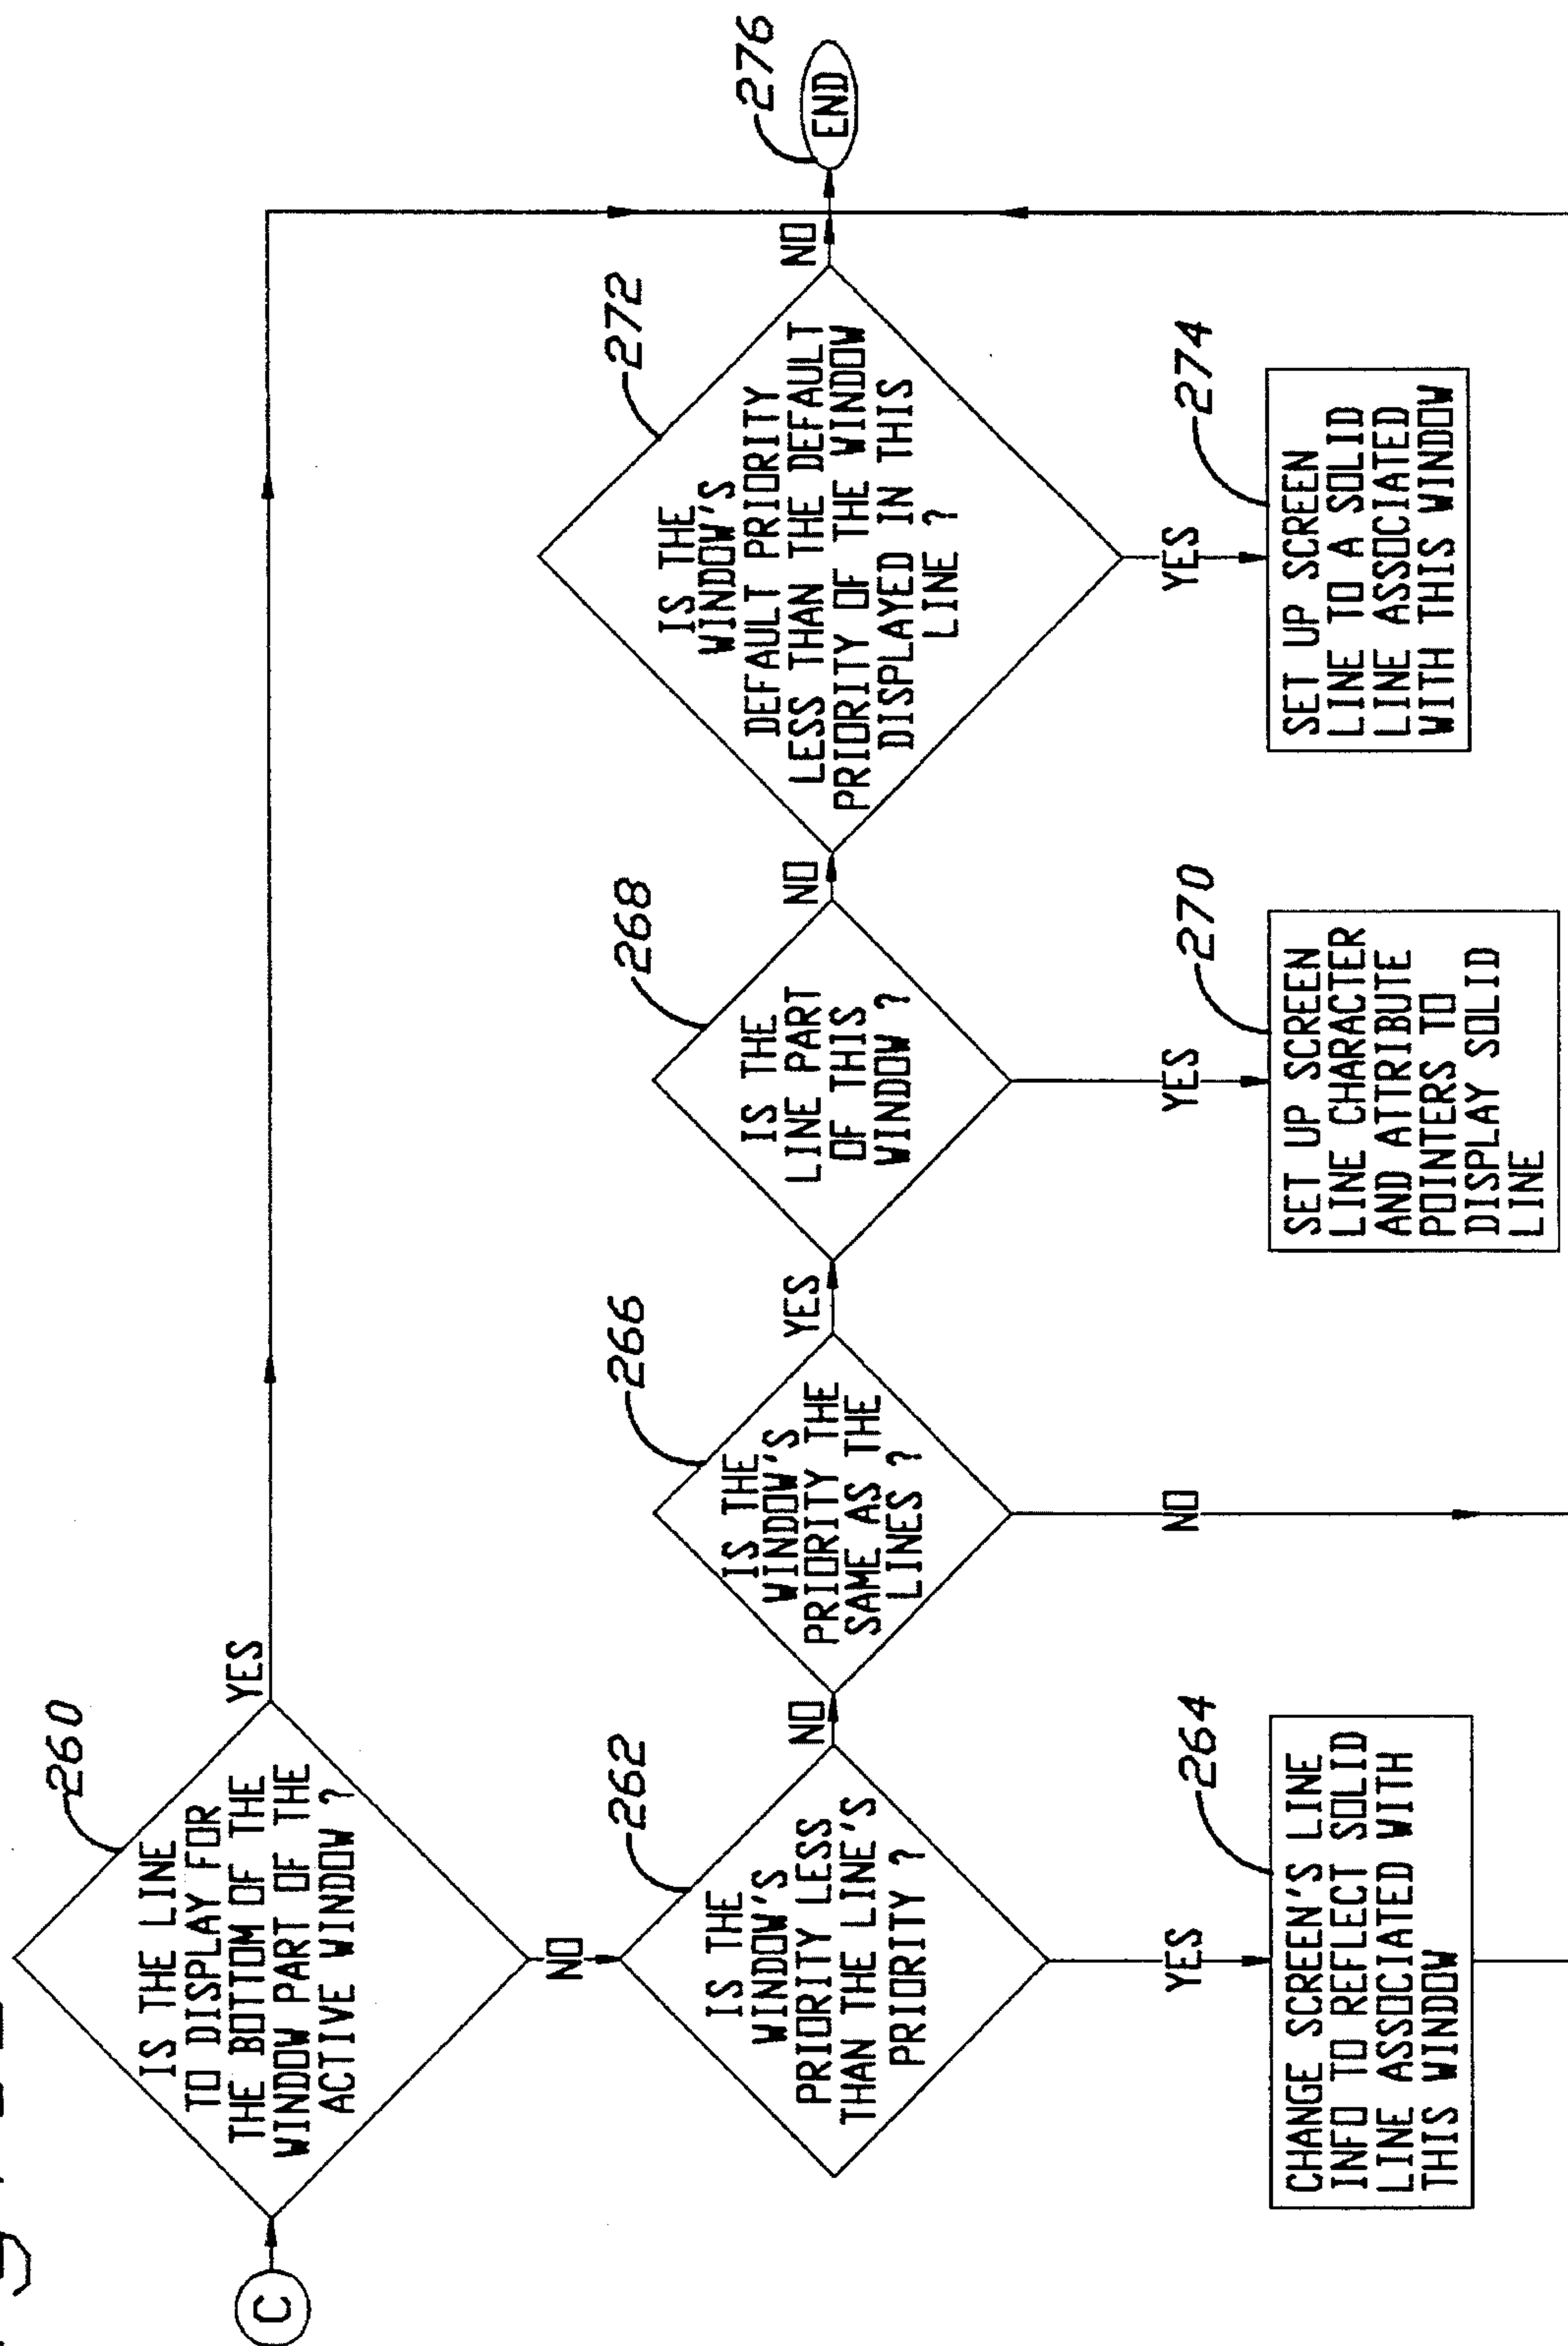 C
260
IS THE LINE
TO DISPLAY FOR
THE BOTTOM OF THE
WINDOW PART OF THE
ACTIVE WINDOW ?
YES
NO
262
IS THE
WINDOW'S
PRIORITY LESS
THAN THE LINE'S
PRIORITY ?
NO
YES
264
CHANGE SCREEN'S LINE
INFO TO REFLECT SOLID
LINE ASSOCIATED WITH
THIS WINDOW
266
IS THE
WINDOW'S
PRIORITY THE
SAME AS THE
LINES ?
YES
NO
268
IS THE
LINE PART
OF THIS
WINDOW ?
NO
YES
270
SET UP SCREEN
LINE CHARACTER
AND ATTRIBUTE
POINTERS TO
DISPLAY SOLID
LINE
272
IS THE
WINDOW'S
DEFAULT PRIORITY
LESS THAN THE DEFAULT
PRIORITY OF THE WINDOW
DISPLAYED IN THIS
LINE ?
NO
YES
274
SET UP SCREEN
LINE TO A SOLID
LINE ASSOCIATED
WITH THIS WINDOW
276
END